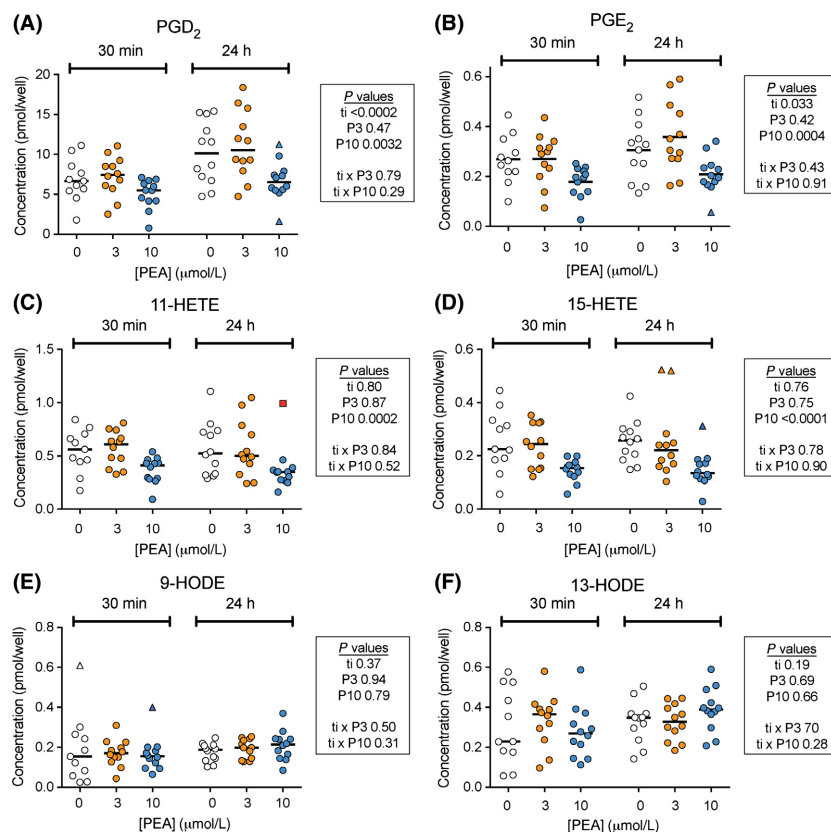 (A)
PGD2
30 min
24 h
Concentration (pmol/well)
20
15
10
5
0
0 3 10 0 3 10
[PEA] (μmol/L)
P values
ti <0.0002
P3 0.47
P10 0.0032
ti x P3 0.79
ti x P10 0.29
(B)
PGE2
30 min
24 h
Concentration (pmol/well)
0.6
0.4
0.2
0.0
0 3 10 0 3 10
[PEA] (μmol/L)
P values
ti 0.033
P3 0.42
P10 0.0004
ti x P3 0.43
ti x P10 0.91
(C)
11-HETE
30 min
24 h
Concentration (pmol/well)
1.5
1.0
0.5
0.0
0 3 10 0 3 10
[PEA] (μmol/L)
P values
ti 0.80
P3 0.87
P10 0.0002
ti x P3 0.84
ti x P10 0.52
(D)
15-HETE
30 min
24 h
Concentration (pmol/well)
0.6
0.4
0.2
0.0
0 3 10 0 3 10
[PEA] (μmol/L)
P values
ti 0.76
P3 0.75
P10 <0.0001
ti x P3 0.78
ti x P10 0.90
(E)
9-HODE
30 min
24 h
Concentration (pmol/well)
0.8
0.6
0.4
0.2
0.0
0 3 10 0 3 10
[PEA] (μmol/L)
P values
ti 0.37
P3 0.94
P10 0.79
ti x P3 0.50
ti x P10 0.31
(F)
13-HODE
30 min
24 h
Concentration (pmol/well)
0.8
0.6
0.4
0.2
0.0
0 3 10 0 3 10
[PEA] (μmol/L)
P values
ti 0.19
P3 0.69
P10 0.66
ti x P3 70
ti x P10 0.28